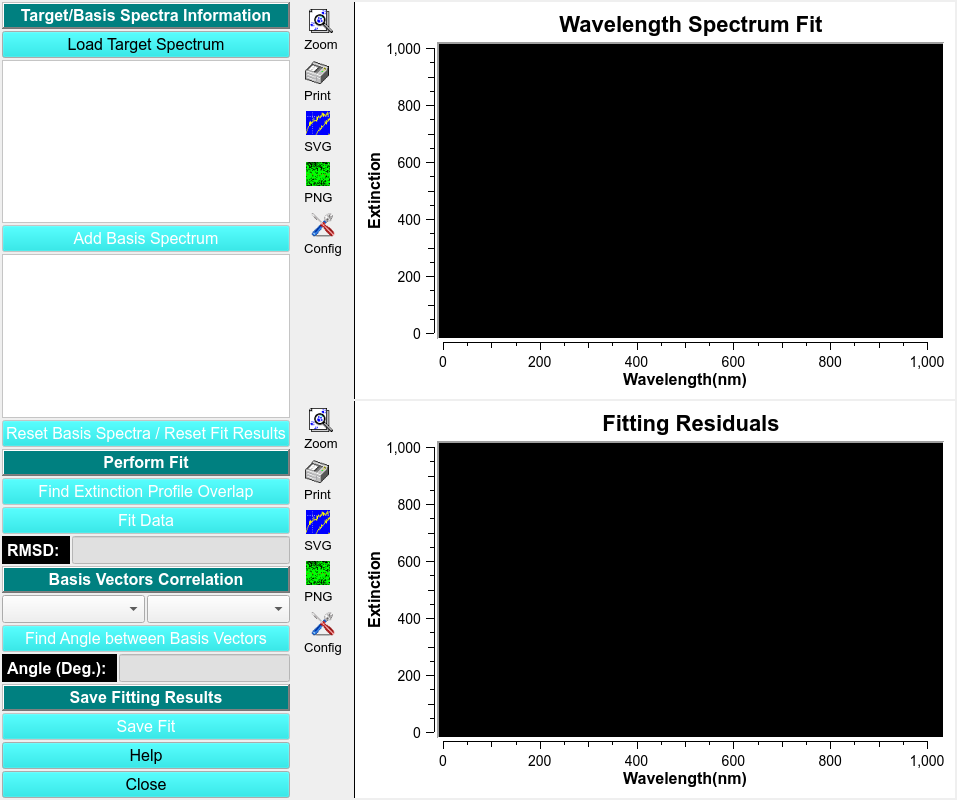 Target/Basis Spectra Information
Load Target Spectrum
Add Basis Spectrum
Reset Basis Spectra / Reset Fit Results
Perform Fit
Find Extinction Profile Overlap
Fit Data
RMSD:
Basis Vectors Correlation
Find Angle between Basis Vectors
Angle (Deg.):
Save Fitting Results
Save Fit
Help
Close
Zoom
Print
SVG
PNG
Config
Zoom
Print
SVG
PNG
Config
Wavelength Spectrum Fit
Extinction
1,000
800
600
400
200
0
0 200 400 600 800 1,000
Wavelength(nm)
Fitting Residuals
Extinction
1,000
800
600
400
200
0
0 200 400 600 800 1,000
Wavelength(nm)